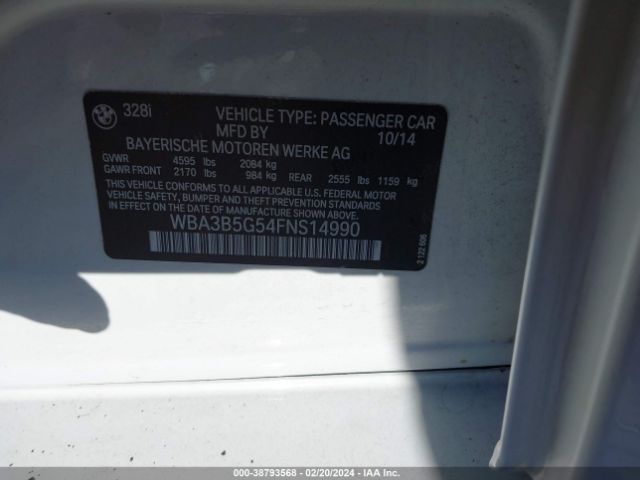 328i VEHICLE TYPE: PASSENGER CAR
MFD BY 10/14
BAYERISCHE MOTOREN WERKE AG
GVWR 4595 lbs 2084 kg
GAWR FRONT 2170 lbs 984 kg REAR 2555 lbs 1159 kg
THIS VEHICLE CONFORMS TO ALL APPLICABLE U.S. FEDERAL MOTOR
VEHICLE SAFETY, BUMPER AND THEFT PREVENTION STANDARDS
IN EFFECT ON THE DATE OF MANUFACTURE SHOWN ABOVE.
WBA3B5G54FNS14990
2 122 606
000-38793568 - 02/20/2024 - IAA Inc.